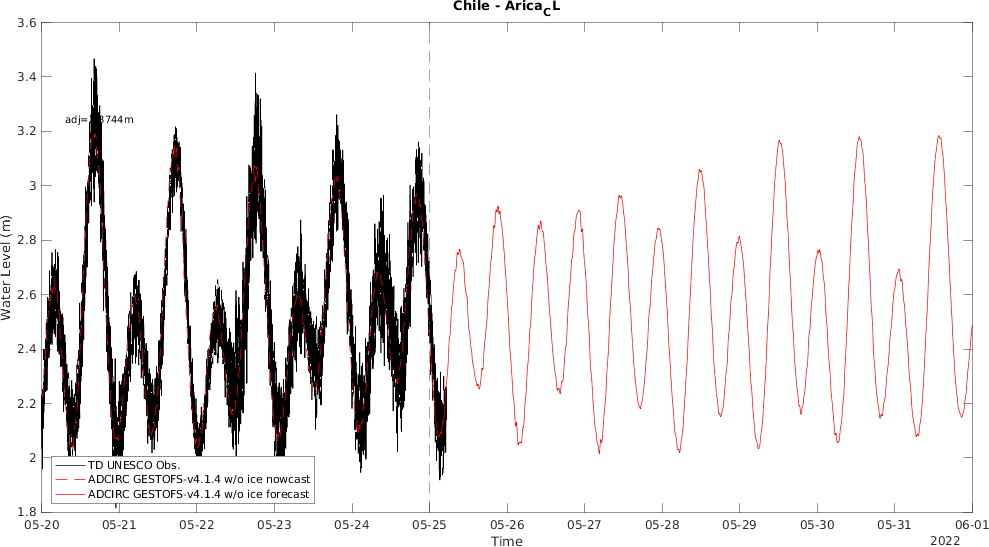 Chile - Arica_CL
3.6
3.4
3.2
3
2.8
2.6
2.4
2.2
2
1.8
Water Level (m)
TD UNESCO Obs.
ADCIRC GESTOFS-v4.1.4 w/o ice nowcast
ADCIRC GESTOFS-v4.1.4 w/o ice forecast
05-20 05-21 05-22 05-23 05-24 05-25 05-26 05-27 05-28 05-29 05-30 05-31 06-01
Time
2022